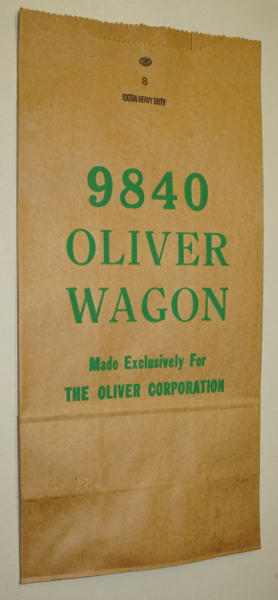 8
EXTRA HEAVY DUTY
9840
OLIVER
WAGON
Made Exclusively For
THE OLIVER CORPORATION